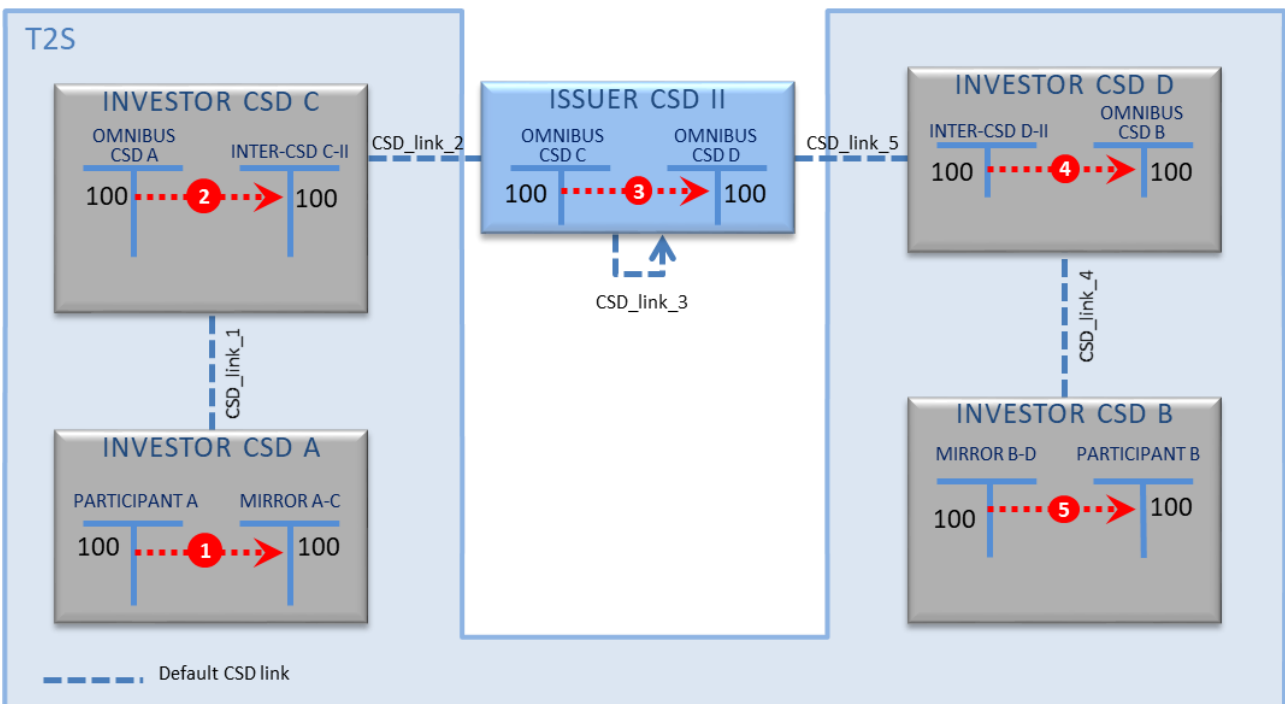 T2S
INVESTOR CSD C
OMNIBUS
CSD A
INTER-CSD C-II
100
2
100
CSD_link_2
ISSUER CSD II
OMNIBUS
CSD C
OMNIBUS
CSD D
100
3
100
CSD_link_3
CSD_link_5
INVESTOR CSD D
INTER-CSD D-II
OMNIBUS
CSD B
100
4
100
CSD_link_1
CSD_link_4
INVESTOR CSD A
PARTICIPANT A
MIRROR A-C
100
1
100
INVESTOR CSD B
MIRROR B-D
PARTICIPANT B
100
5
100
Default CSD link